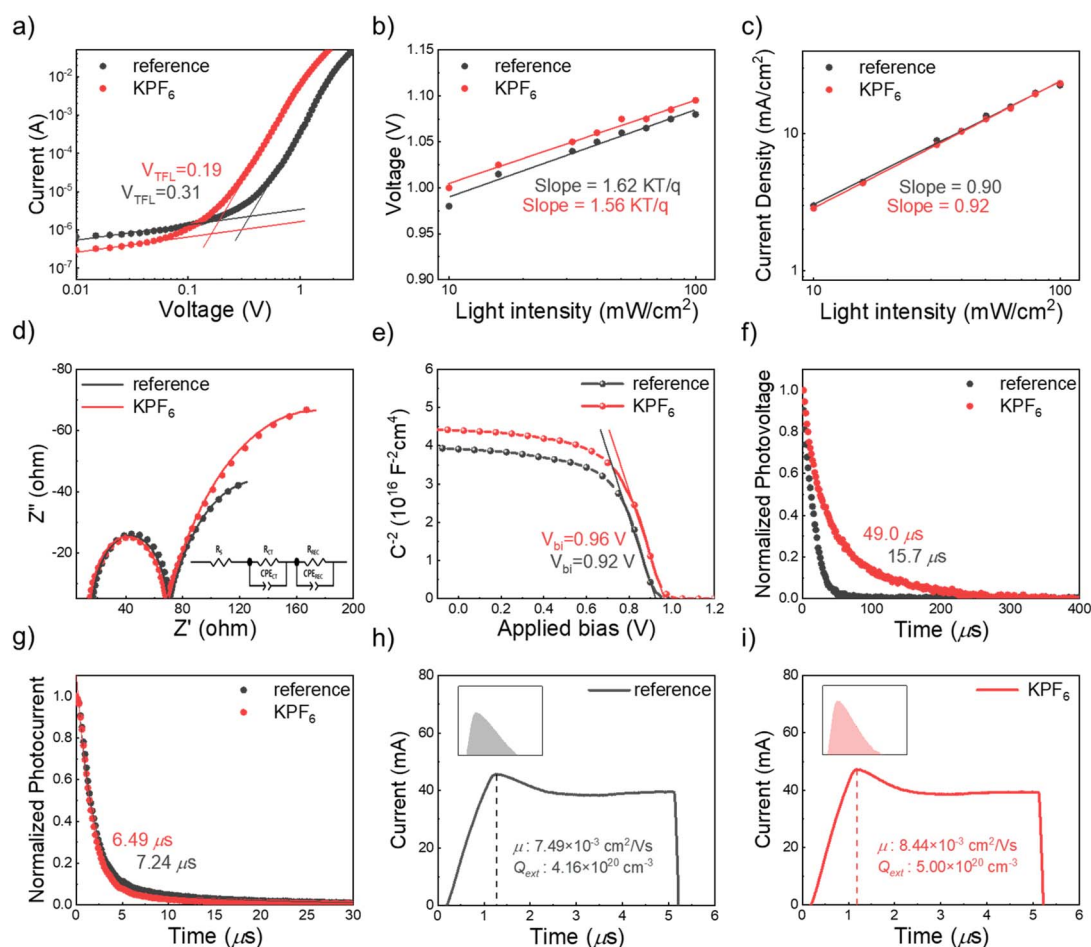 a)
reference
KPF₆
V_TFL=0.19
V_TFL=0.31
Current (A)
10⁻²
10⁻³
10⁻⁴
10⁻⁵
10⁻⁶
10⁻⁷
0.01
0.1
1
Voltage (V)
b)
reference
KPF₆
Slope = 1.62 KT/q
Slope = 1.56 KT/q
Voltage (V)
1.15
1.10
1.05
1.00
0.95
0.90
10
100
Light intensity (mW/cm²)
c)
reference
KPF₆
Slope = 0.90
Slope = 0.92
Current Density (mA/cm²)
10
1
10
100
Light intensity (mW/cm²)
d)
reference
KPF₆
Z'' (ohm)
-80
-60
-40
-20
R_S
R_CT
R_REC
CPE_CT
CPE_REC
40
80
120
160
200
Z' (ohm)
e)
reference
KPF₆
V_bi=0.96 V
V_bi=0.92 V
C⁻² (10¹⁶ F⁻²cm⁴)
6
5
4
3
2
1
0
0.0
0.2
0.4
0.6
0.8
1.0
1.2
Applied bias (V)
f)
reference
KPF₆
49.0 μs
15.7 μs
Normalized Photovoltage
1.0
0.8
0.6
0.4
0.2
0.0
0
100
200
300
400
Time (μs)
g)
reference
KPF₆
6.49 μs
7.24 μs
Normalized Photocurrent
1.0
0.8
0.6
0.4
0.2
0.0
0
5
10
15
20
25
30
Time (μs)
h)
reference
μ : 7.49×10⁻³ cm²/Vs
Q_ext : 4.16×10²⁰ cm⁻³
Current (mA)
80
60
40
20
0
0
1
2
3
4
5
6
Time (μs)
i)
KPF₆
μ: 8.44×10⁻³ cm²/Vs
Q_ext : 5.00×10²⁰ cm⁻³
Current (mA)
80
60
40
20
0
0
1
2
3
4
5
6
Time (μs)